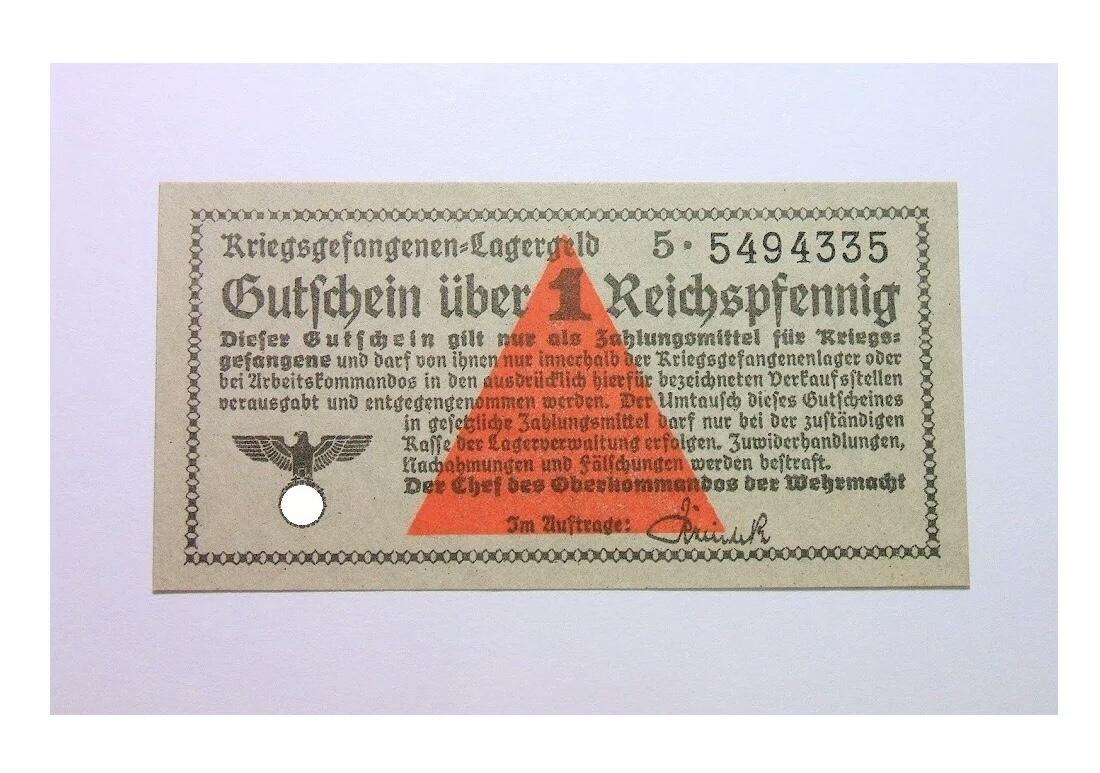 Kriegsgefangenen-Lagergeld 5· 5494335
Gutschein über 1 Reichspfennig
Dieser Gutschein gilt nur als Zahlungsmittel für Kriegs-
gefangene und darf von ihnen nur innerhalb der Kriegsgefangenenlager oder
bei Arbeitskommandos in den ausdrücklich hierfür bezeichneten Verkaufsstellen
verausgabt und entgegengenommen werden. Der Umtausch dieses Gutscheines
in gesetzliche Zahlungsmittel darf nur bei der zuständigen
Kasse der Lagerverwaltung erfolgen. Zuwiderhandlungen,
Nachahmungen und Fälschungen werden bestraft.
Der Chef des Oberkommandos der Wehrmacht
Im Auftrage: